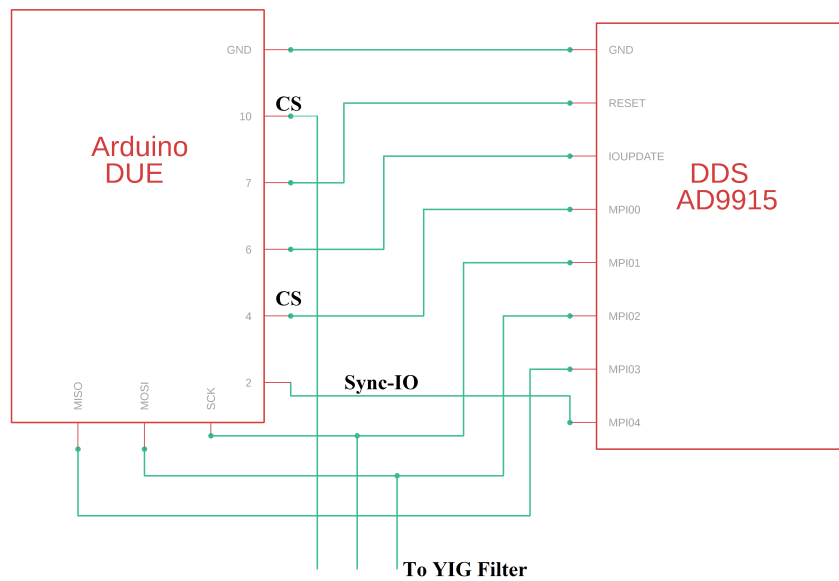 GND
CS
10
Arduino
DUE
7
6
CS
4
2
MISO
MOSI
SCK
Sync-IO
GND
RESET
IOUPDATE
DDS
AD9915
MPI00
MPI01
MPI02
MPI03
MPI04
To YIG Filter